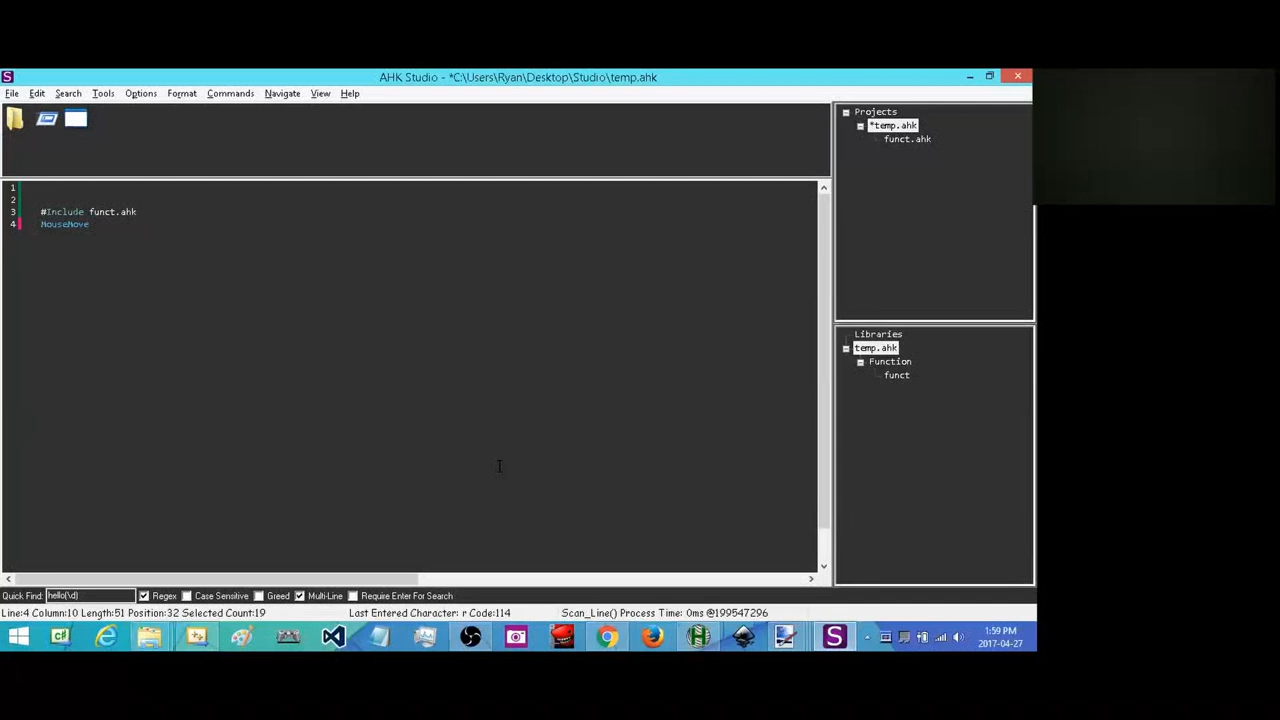 AHK Studio - *C:\Users\Ryan\Desktop\Studio\temp.ahk
File Edit Search Tools Options Format Commands Navigate View Help
Projects
*temp.ahk
funct.ahk
1
2
3 #Include funct.ahk
4 MouseMove
Libraries
temp.ahk
Function
funct
Quick Find: hello(\d) Regex Case Sensitive Greed Multi-Line Require Enter For Search
Line:4 Column:10 Length:51 Position:32 Selected Count:19 Last Entered Character: r Code:114 Scan_Line() Process Time: 0ms @199547296
1:59 PM
2017-04-27